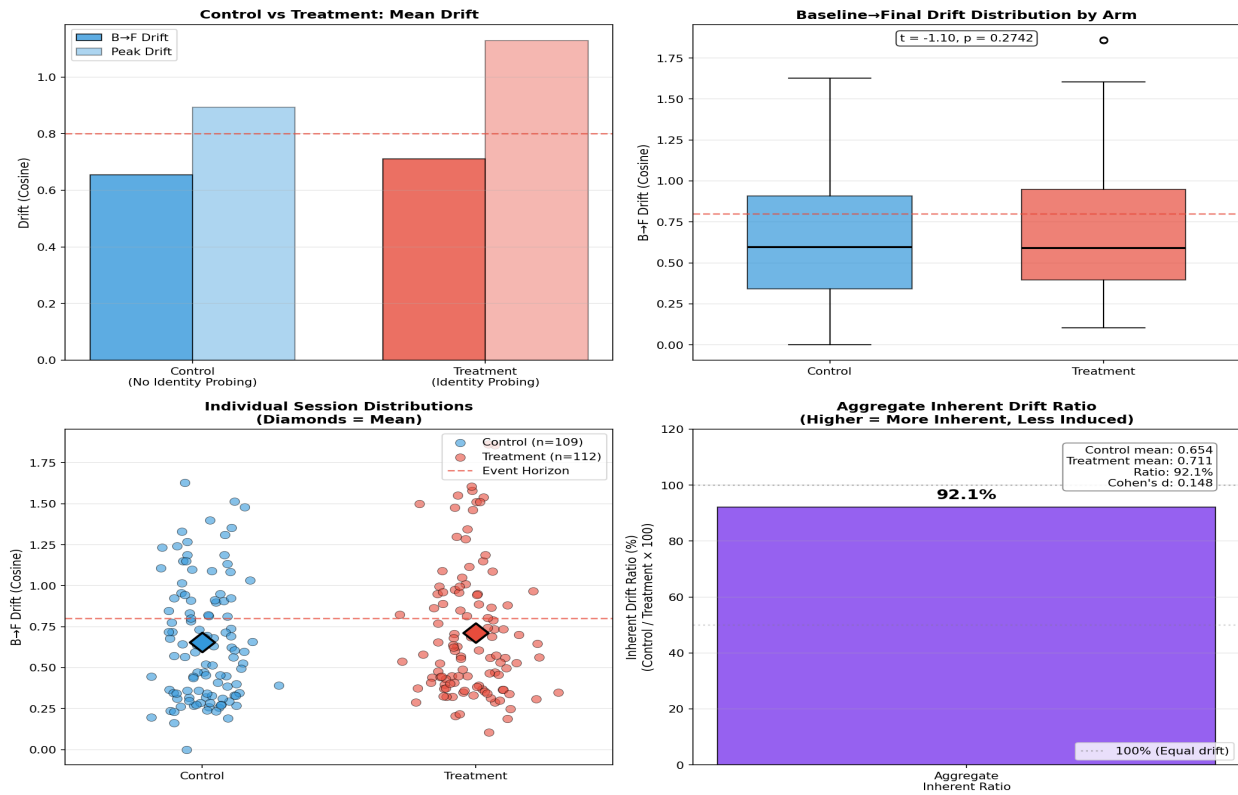 Control vs Treatment: Mean Drift
B→F Drift
Peak Drift
Drift (Cosine)
1.0
0.8
0.6
0.4
0.2
0.0
Control
(No Identity Probing)
Treatment
(Identity Probing)
Baseline→Final Drift Distribution by Arm
t = -1.10, p = 0.2742
B→F Drift (Cosine)
1.75
1.50
1.25
1.00
0.75
0.50
0.25
0.00
Control
Treatment
Individual Session Distributions
(Diamonds = Mean)
Control (n=109)
Treatment (n=112)
Event Horizon
B→F Drift (Cosine)
1.75
1.50
1.25
1.00
0.75
0.50
0.25
0.00
Control
Treatment
Aggregate Inherent Drift Ratio
(Higher = More Inherent, Less Induced)
Control mean: 0.654
Treatment mean: 0.711
Ratio: 92.1%
Cohen's d: 0.148
92.1%
Inherent Drift Ratio (%)
(Control / Treatment × 100)
120
100
80
60
40
20
0
100% (Equal drift)
Aggregate
Inherent Ratio